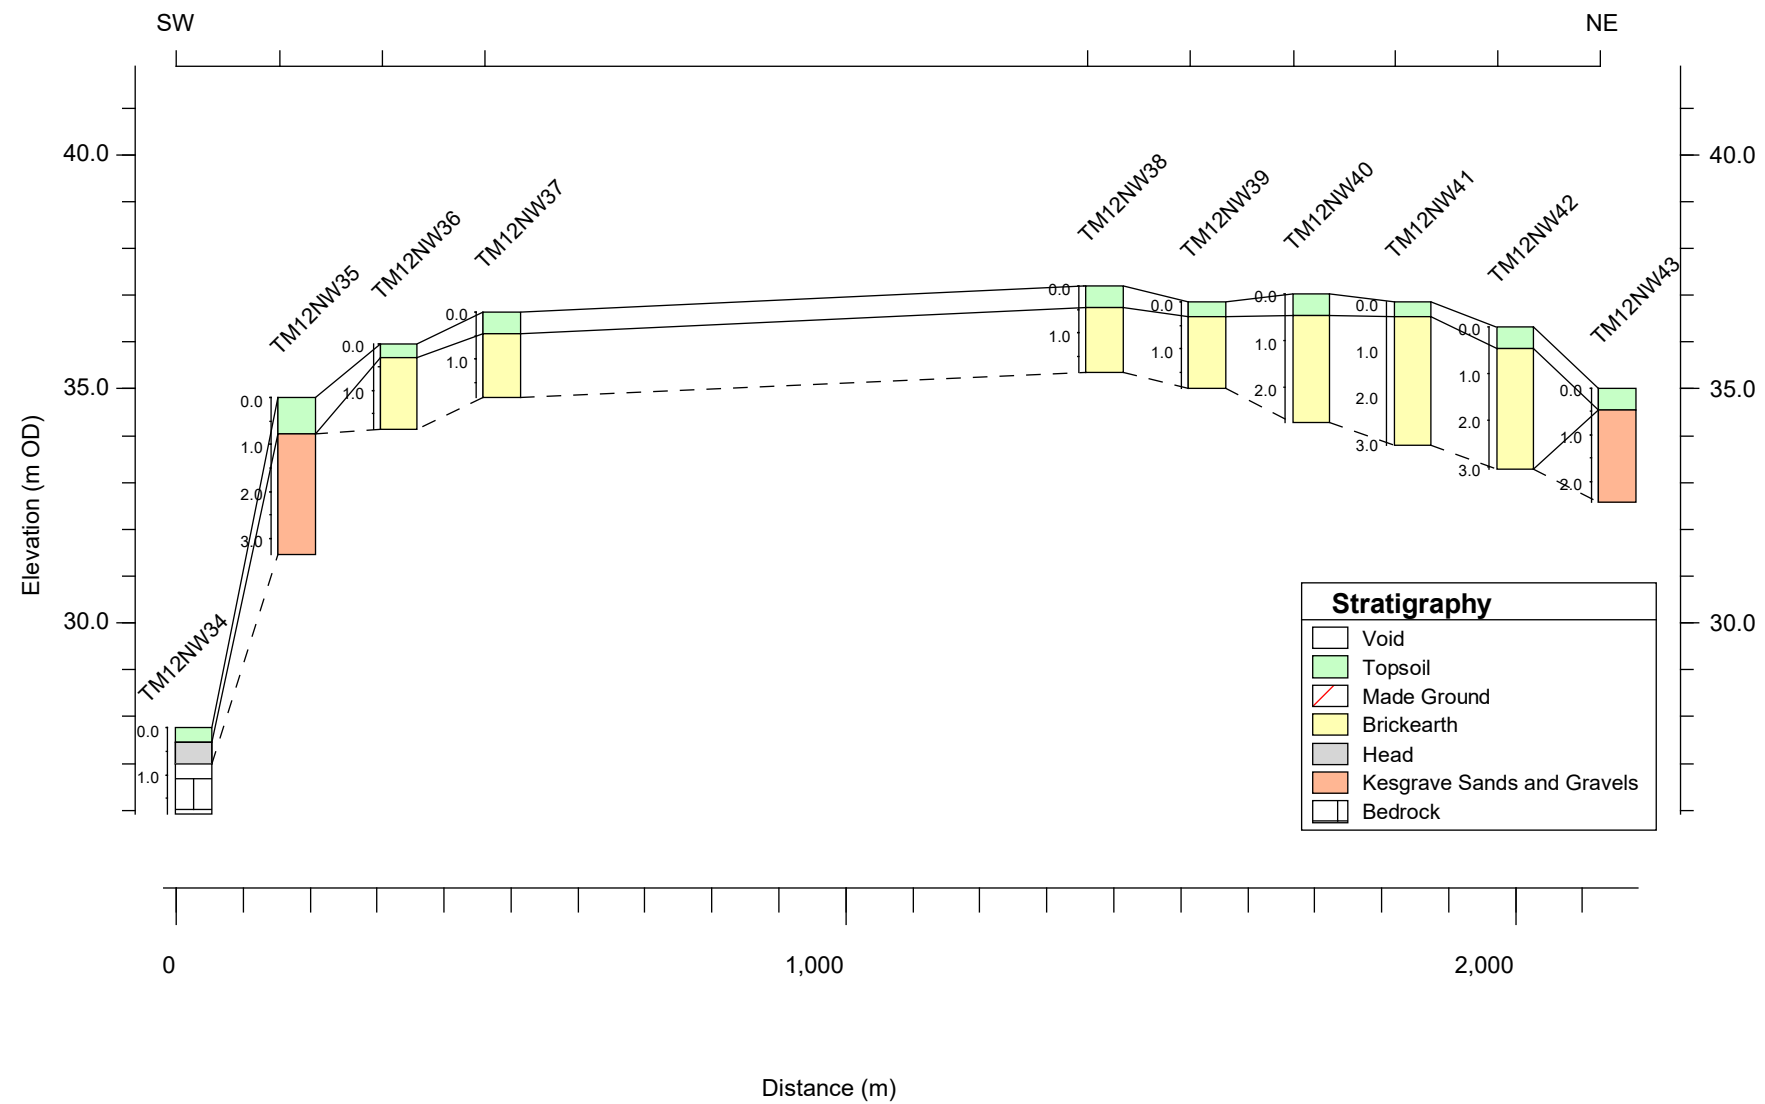 SW
NE
40.0
35.0
30.0
Elevation (m OD)
40.0
35.0
30.0
TM12NW34
0.0
1.0
TM12NW35
0.0
1.0
2.0
3.0
TM12NW36
0.0
1.0
TM12NW37
0.0
1.0
TM12NW38
0.0
1.0
TM12NW39
0.0
1.0
TM12NW40
0.0
1.0
2.0
TM12NW41
0.0
1.0
2.0
3.0
TM12NW42
0.0
1.0
2.0
3.0
TM12NW43
0.0
1.0
2.0
Stratigraphy
Void
Topsoil
Made Ground
Brickearth
Head
Kesgrave Sands and Gravels
Bedrock
0
1,000
2,000
Distance (m)